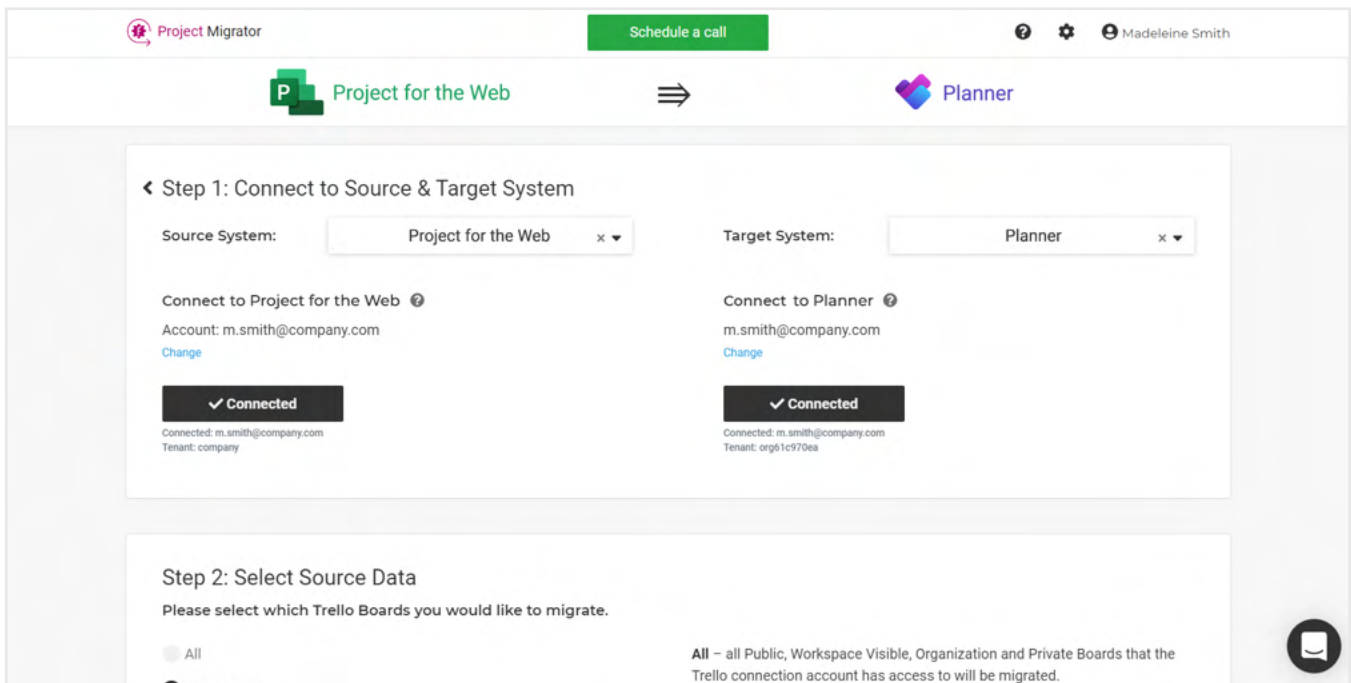 Project Migrator
Schedule a call
Madeleine Smith
P
Project for the Web
Planner
Step 1: Connect to Source & Target System
Source System:
Project for the Web
Target System:
Planner
Connect to Project for the Web
Account: m.smith@company.com
Change
Connected
Connected: m.smith@company.com
Tenant: company
Connect to Planner
m.smith@company.com
Change
Connected
Connected: m.smith@company.com
Tenant: org61c970ea
Step 2: Select Source Data
Please select which Trello Boards you would like to migrate.
All
All – all Public, Workspace Visible, Organization and Private Boards that the
Trello connection account has access to will be migrated.